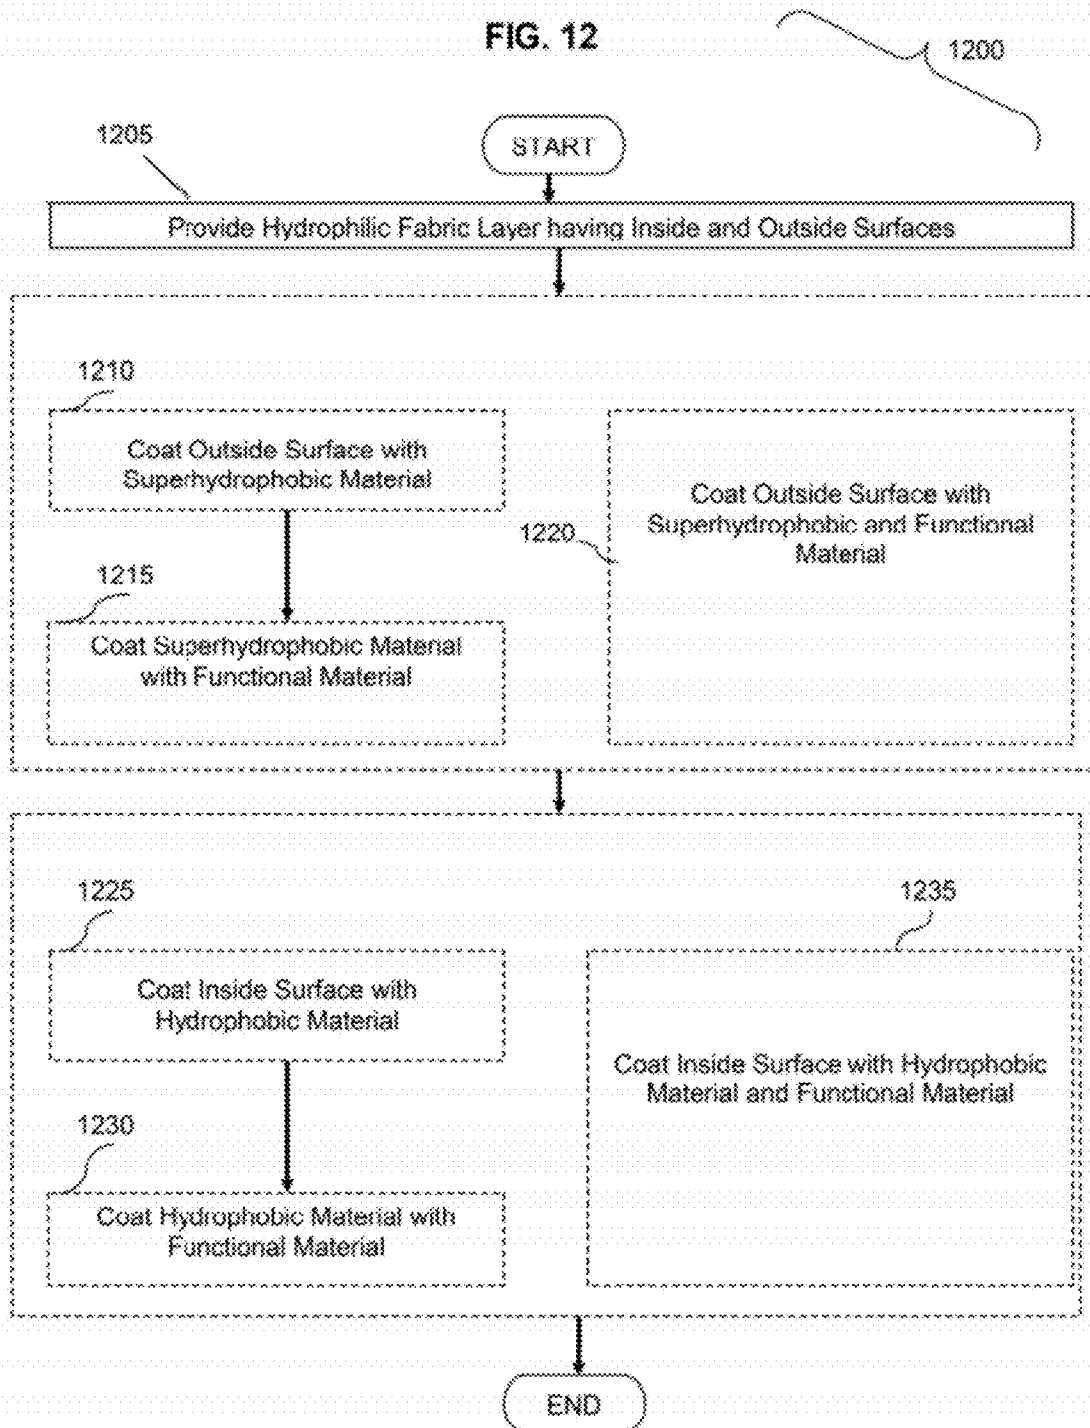 FIG. 12
1200
START
1205
Provide Hydrophilic Fabric Layer having Inside and Outside Surfaces
1210
Coat Outside Surface with
Superhydrophobic Material
1215
Coat Superhydrophobic Material
with Functional Material
1220
Coat Outside Surface with
Superhydrophobic and Functional
Material
1225
Coat Inside Surface with
Hydrophobic Material
1230
Coat Hydrophobic Material with
Functional Material
1235
Coat Inside Surface with Hydrophobic
Material and Functional Material
END